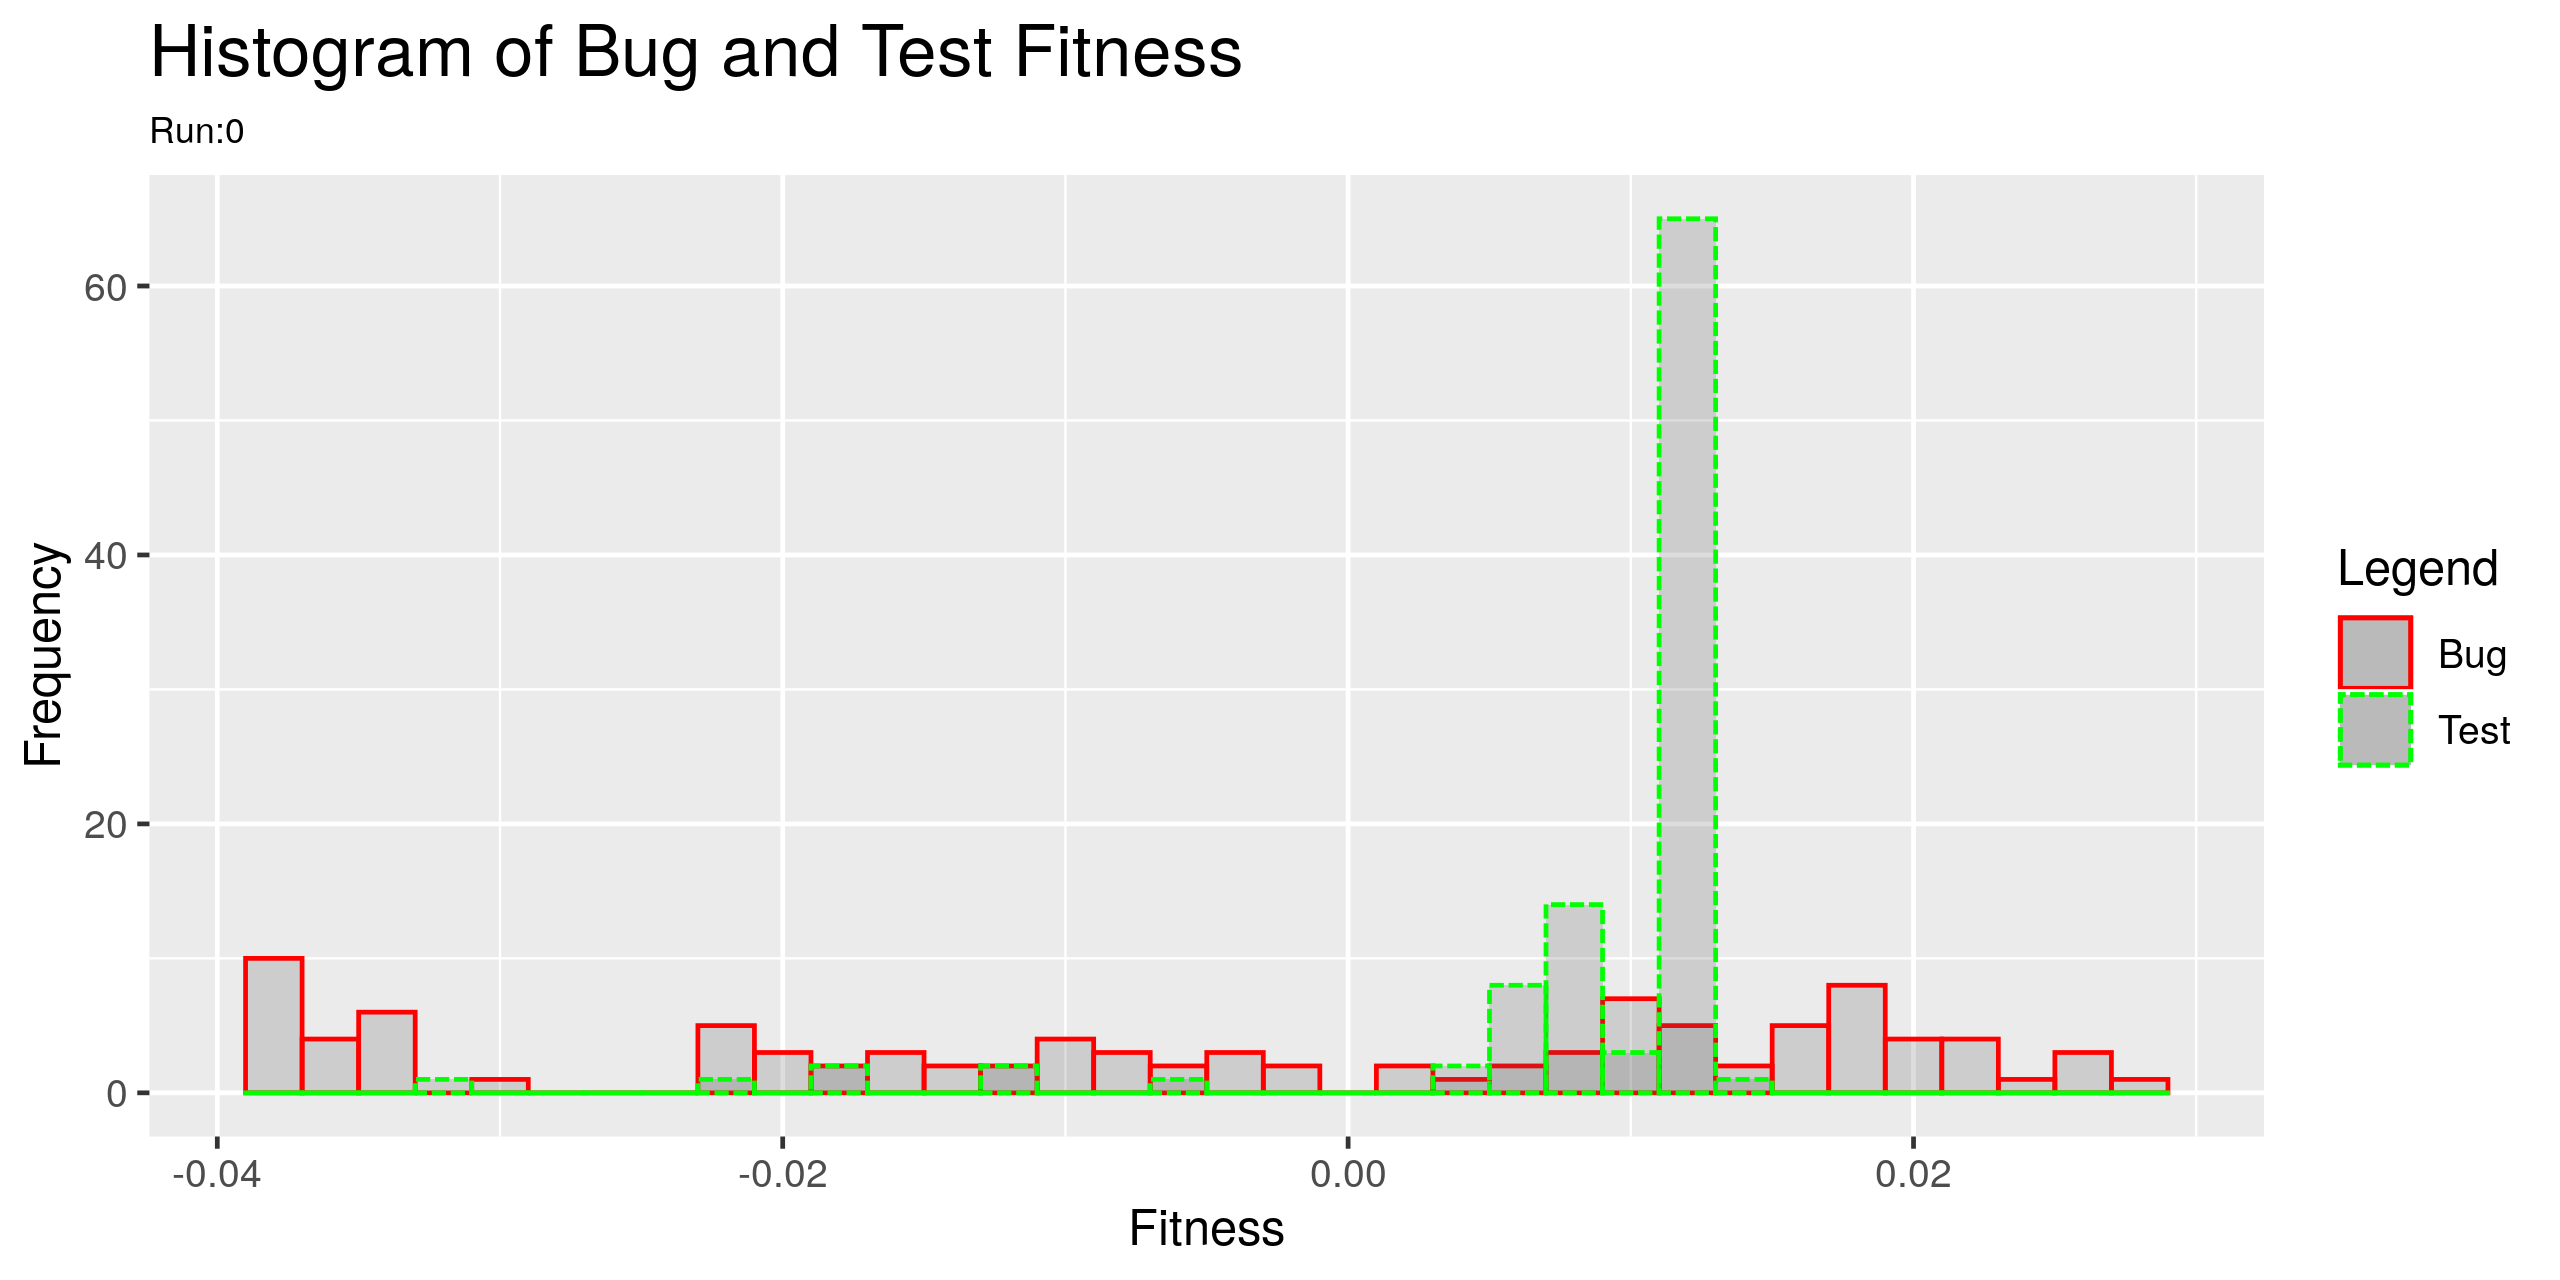 Histogram of Bug and Test Fitness
Run:0
60
40
20
0
Frequency
-0.04
-0.02
0.00
0.02
Fitness
Legend
Bug
Test